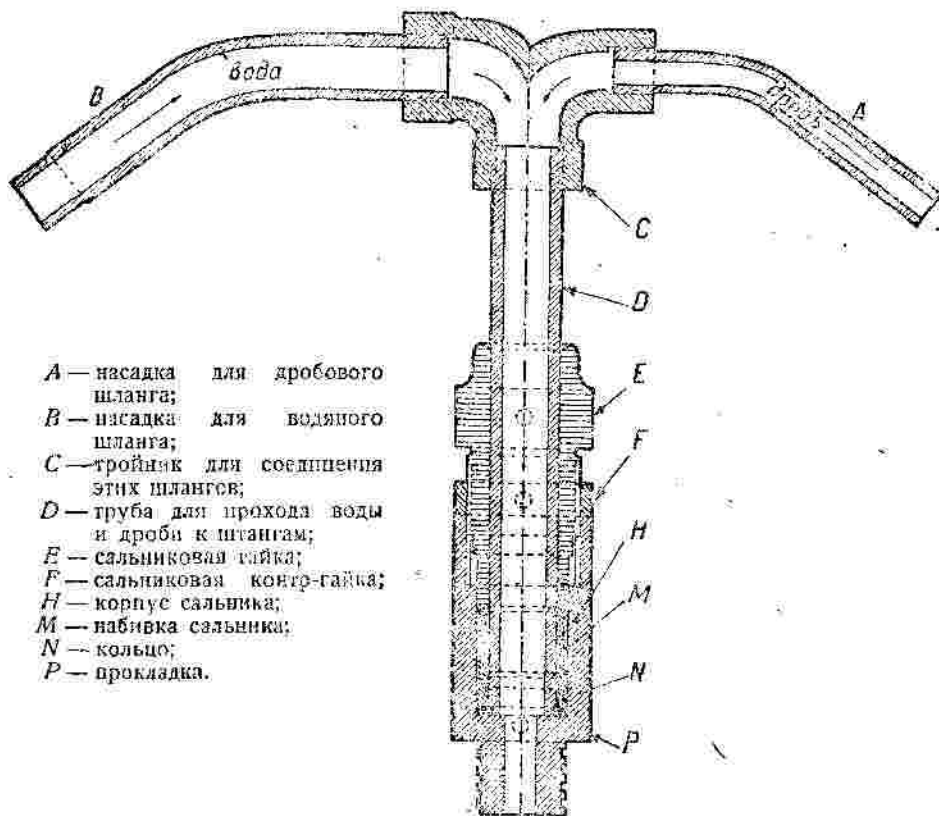 вода
B
дробь
A
C
D
E
F
H
M
N
P
A — насадка для дробового
шланга;
B — насадка для водяного
шланга;
C — тройник для соединения
этих шлангов;
D — труба для прохода воды
и дроби к штангам;
E — сальниковая гайка;
F — сальниковая контр-гайка;
H — корпус сальника;
M — набивка сальника;
N — кольцо;
P — прокладка.